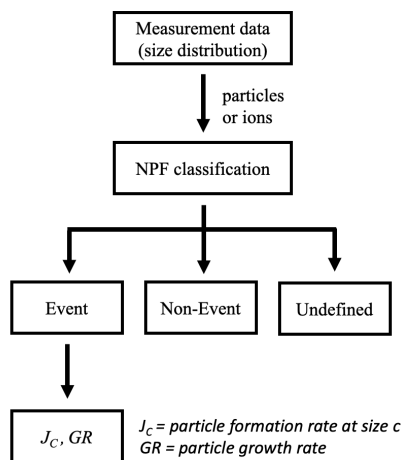 Measurement data
(size distribution)
particles
or ions
NPF classification
Event
Non-Event
Undefined
J_C, GR
J_C = particle formation rate at size c
GR = particle growth rate